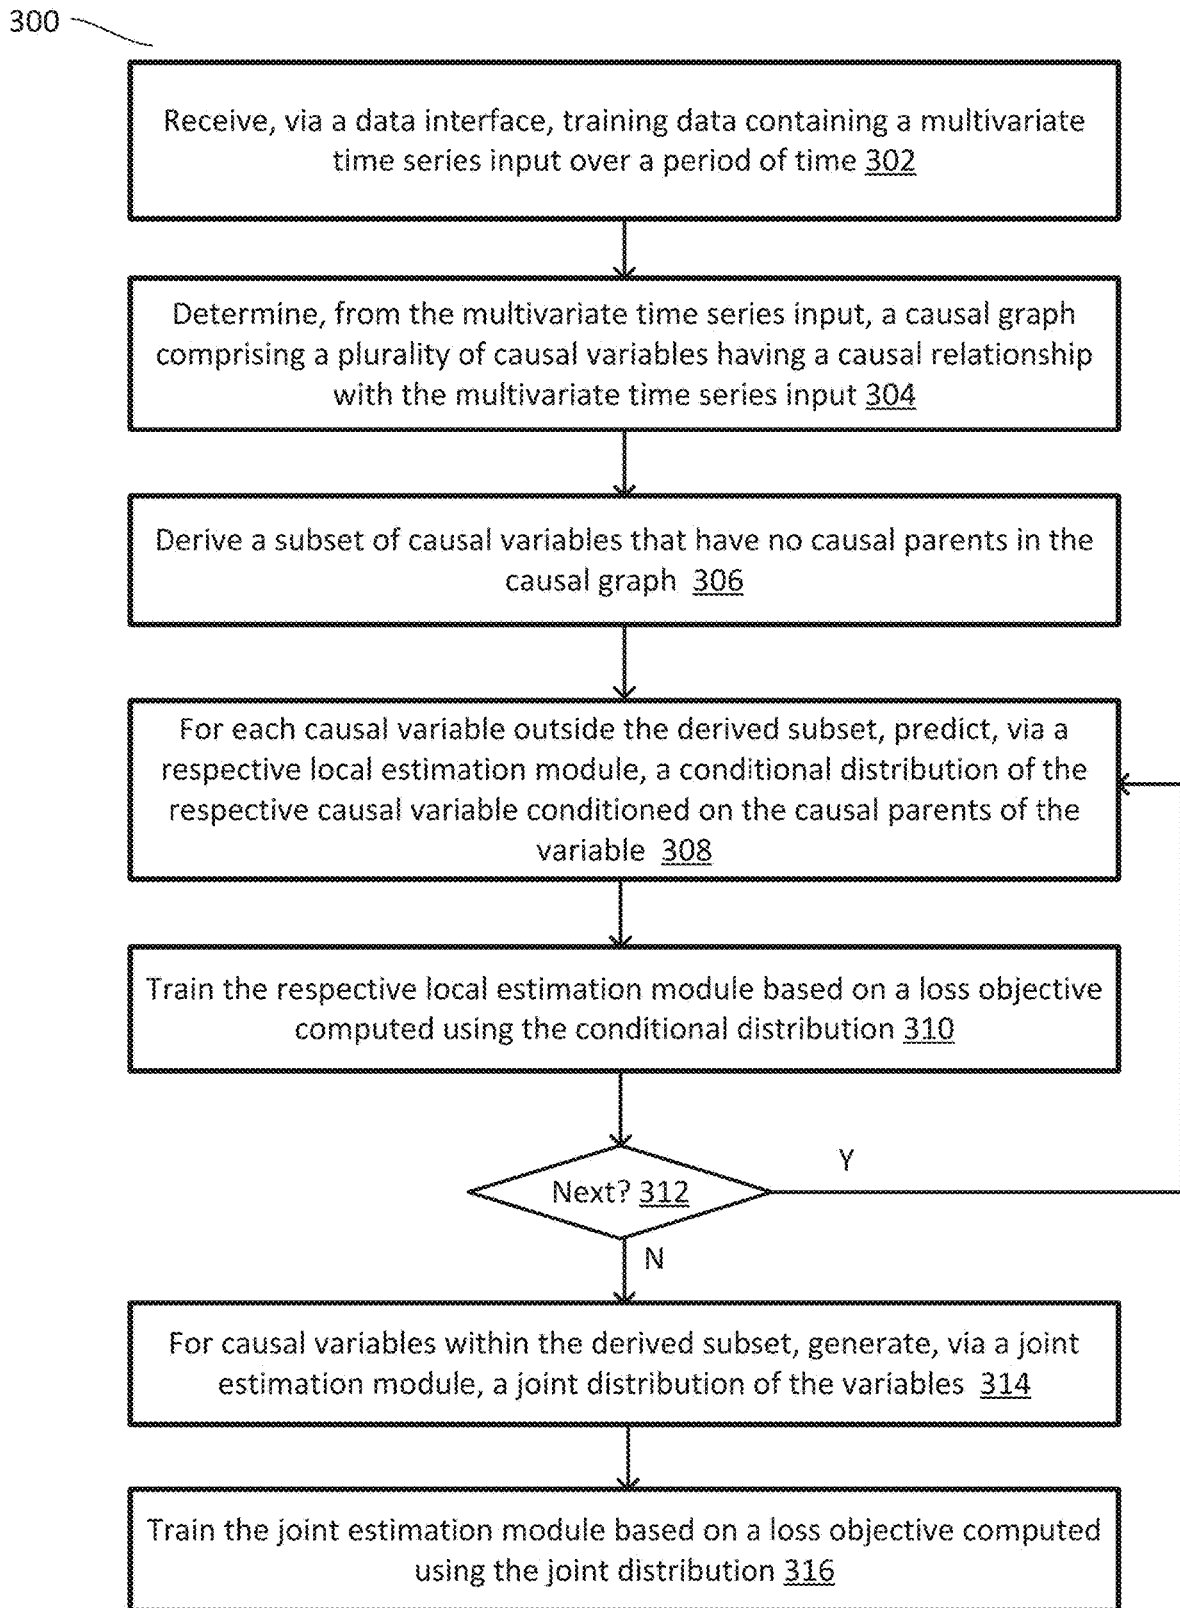 300
Receive, via a data interface, training data containing a multivariate
time series input over a period of time 302
Determine, from the multivariate time series input, a causal graph
comprising a plurality of causal variables having a causal relationship
with the multivariate time series input 304
Derive a subset of causal variables that have no causal parents in the
causal graph 306
For each causal variable outside the derived subset, predict, via a
respective local estimation module, a conditional distribution of the
respective causal variable conditioned on the causal parents of the
variable 308
Train the respective local estimation module based on a loss objective
computed using the conditional distribution 310
Next? 312
Y
N
For causal variables within the derived subset, generate, via a joint
estimation module, a joint distribution of the variables 314
Train the joint estimation module based on a loss objective computed
using the joint distribution 316